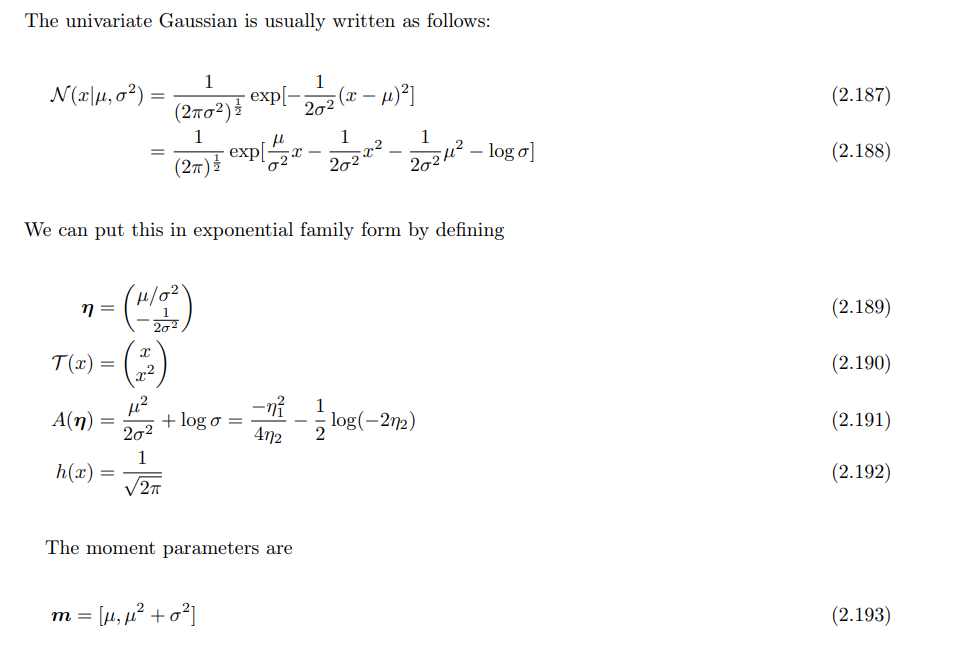 The univariate Gaussian is usually written as follows:
$\mathcal{N}(x|\mu, \sigma^2) = \frac{1}{(2\pi\sigma^2)^{\frac{1}{2}}} \exp[-\frac{1}{2\sigma^2}(x - \mu)^2]$ (2.187)
$= \frac{1}{(2\pi)^{\frac{1}{2}}} \exp[\frac{\mu}{\sigma^2}x - \frac{1}{2\sigma^2}x^2 - \frac{1}{2\sigma^2}\mu^2 - \log \sigma]$ (2.188)
We can put this in exponential family form by defining
$\boldsymbol{\eta} = \begin{pmatrix} \mu/\sigma^2 \\ -\frac{1}{2\sigma^2} \end{pmatrix}$ (2.189)
$\mathcal{T}(x) = \begin{pmatrix} x \\ x^2 \end{pmatrix}$ (2.190)
$A(\boldsymbol{\eta}) = \frac{\mu^2}{2\sigma^2} + \log \sigma = \frac{-\eta_1^2}{4\eta_2} - \frac{1}{2} \log(-2\eta_2)$ (2.191)
$h(x) = \frac{1}{\sqrt{2\pi}}$ (2.192)
The moment parameters are
$\boldsymbol{m} = [\mu, \mu^2 + \sigma^2]$ (2.193)